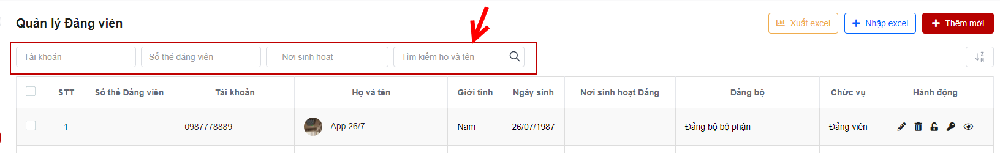 Quản lý Đảng viên
Xuất excel
Nhập excel
Thêm mới
Tài khoản
Số thẻ đảng viên
-- Nơi sinh hoạt --
Tìm kiếm họ và tên
STT Số thẻ Đảng viên Tài khoản Họ và tên Giới tính Ngày sinh Nơi sinh hoạt Đảng Đảng bộ Chức vụ Hành động
1 0987778889 App 26/7 Nam 26/07/1987 Đảng bộ bộ phận Đảng viên